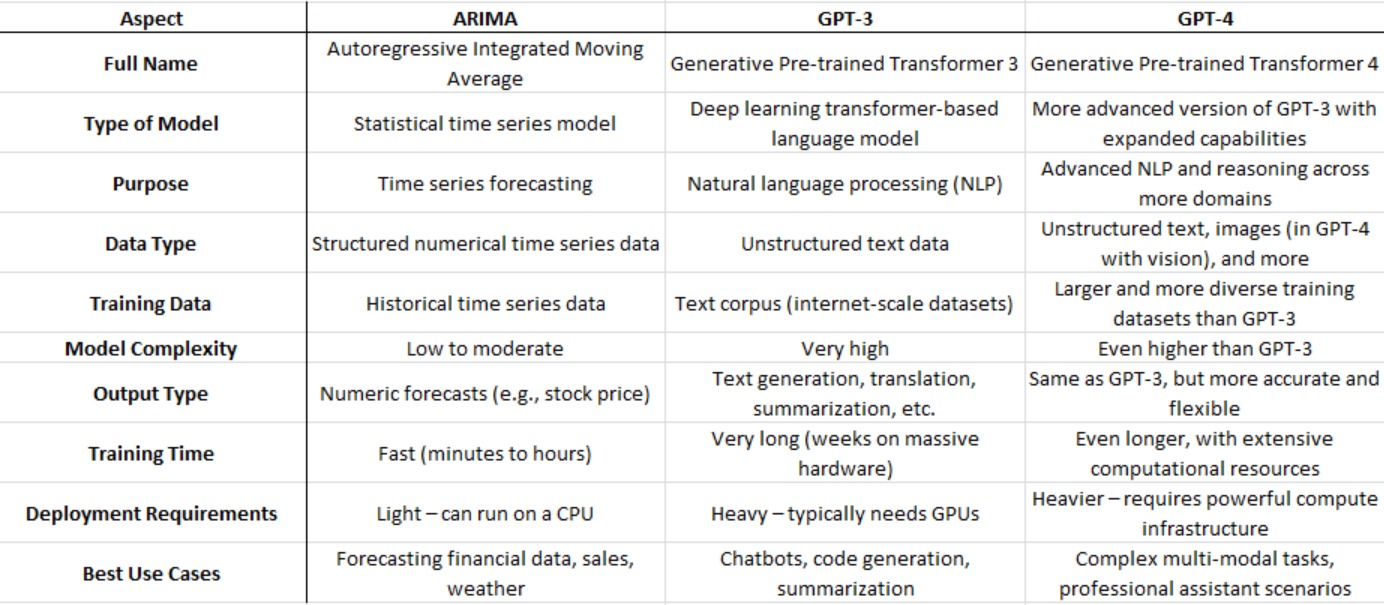 Aspect ARIMA GPT-3 GPT-4
Full Name Autoregressive Integrated Moving Average Generative Pre-trained Transformer 3 Generative Pre-trained Transformer 4
Type of Model Statistical time series model Deep learning transformer-based language model More advanced version of GPT-3 with expanded capabilities
Purpose Time series forecasting Natural language processing (NLP) Advanced NLP and reasoning across more domains
Data Type Structured numerical time series data Unstructured text data Unstructured text, images (in GPT-4 with vision), and more
Training Data Historical time series data Text corpus (internet-scale datasets) Larger and more diverse training datasets than GPT-3
Model Complexity Low to moderate Very high Even higher than GPT-3
Output Type Numeric forecasts (e.g., stock price) Text generation, translation, summarization, etc. Same as GPT-3, but more accurate and flexible
Training Time Fast (minutes to hours) Very long (weeks on massive hardware) Even longer, with extensive computational resources
Deployment Requirements Light – can run on a CPU Heavy – typically needs GPUs Heavier – requires powerful compute infrastructure
Best Use Cases Forecasting financial data, sales, weather Chatbots, code generation, summarization Complex multi-modal tasks, professional assistant scenarios